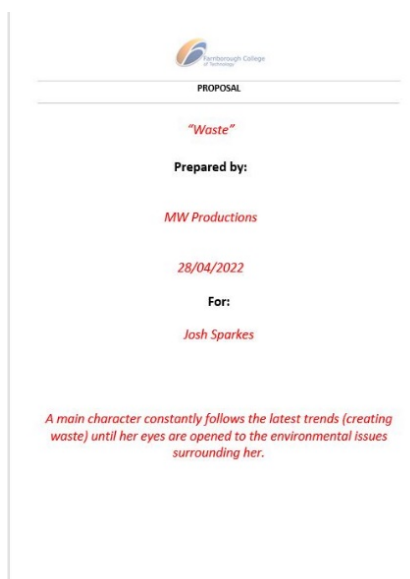 Farnborough College
of Technology
PROPOSAL
“Waste”
Prepared by:
MW Productions
28/04/2022
For:
Josh Sparkes
A main character constantly follows the latest trends (creating
waste) until her eyes are opened to the environmental issues
surrounding her.